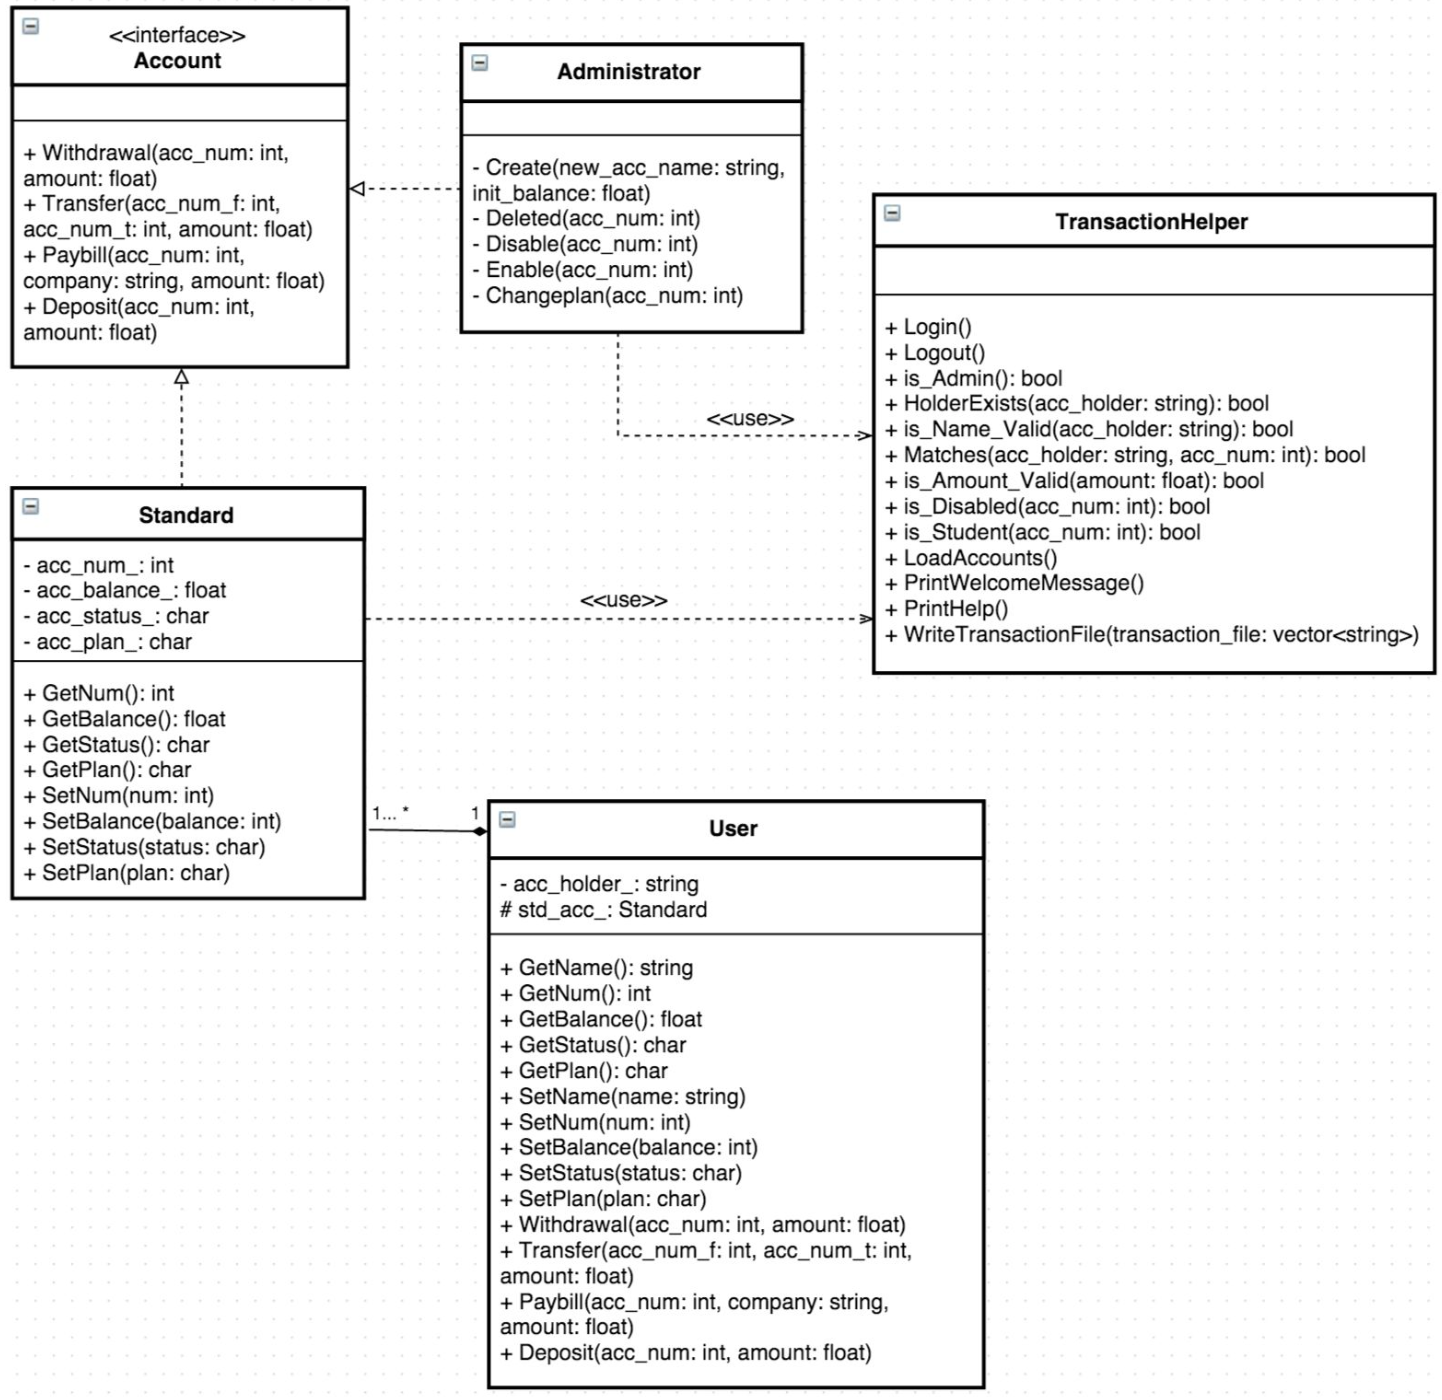 <<interface>>
Account
+ Withdrawal(acc_num: int,
amount: float)
+ Transfer(acc_num_f: int,
acc_num_t: int, amount: float)
+ Paybill(acc_num: int,
company: string, amount: float)
+ Deposit(acc_num: int,
amount: float)
Administrator
- Create(new_acc_name: string,
init_balance: float)
- Deleted(acc_num: int)
- Disable(acc_num: int)
- Enable(acc_num: int)
- Changeplan(acc_num: int)
TransactionHelper
+ Login()
+ Logout()
+ is_Admin(): bool
+ HolderExists(acc_holder: string): bool
+ is_Name_Valid(acc_holder: string): bool
+ Matches(acc_holder: string, acc_num: int): bool
+ is_Amount_Valid(amount: float): bool
+ is_Disabled(acc_num: int): bool
+ is_Student(acc_num: int): bool
+ LoadAccounts()
+ PrintWelcomeMessage()
+ PrintHelp()
+ WriteTransactionFile(transaction_file: vector<string>)
<<use>>
Standard
- acc_num_: int
- acc_balance_: float
- acc_status_: char
- acc_plan_: char
+ GetNum(): int
+ GetBalance(): float
+ GetStatus(): char
+ GetPlan(): char
+ SetNum(num: int)
+ SetBalance(balance: int)
+ SetStatus(status: char)
+ SetPlan(plan: char)
<<use>>
1... *
1
User
- acc_holder_: string
# std_acc_: Standard
+ GetName(): string
+ GetNum(): int
+ GetBalance(): float
+ GetStatus(): char
+ GetPlan(): char
+ SetName(name: string)
+ SetNum(num: int)
+ SetBalance(balance: int)
+ SetStatus(status: char)
+ SetPlan(plan: char)
+ Withdrawal(acc_num: int, amount: float)
+ Transfer(acc_num_f: int, acc_num_t: int,
amount: float)
+ Paybill(acc_num: int, company: string,
amount: float)
+ Deposit(acc_num: int, amount: float)